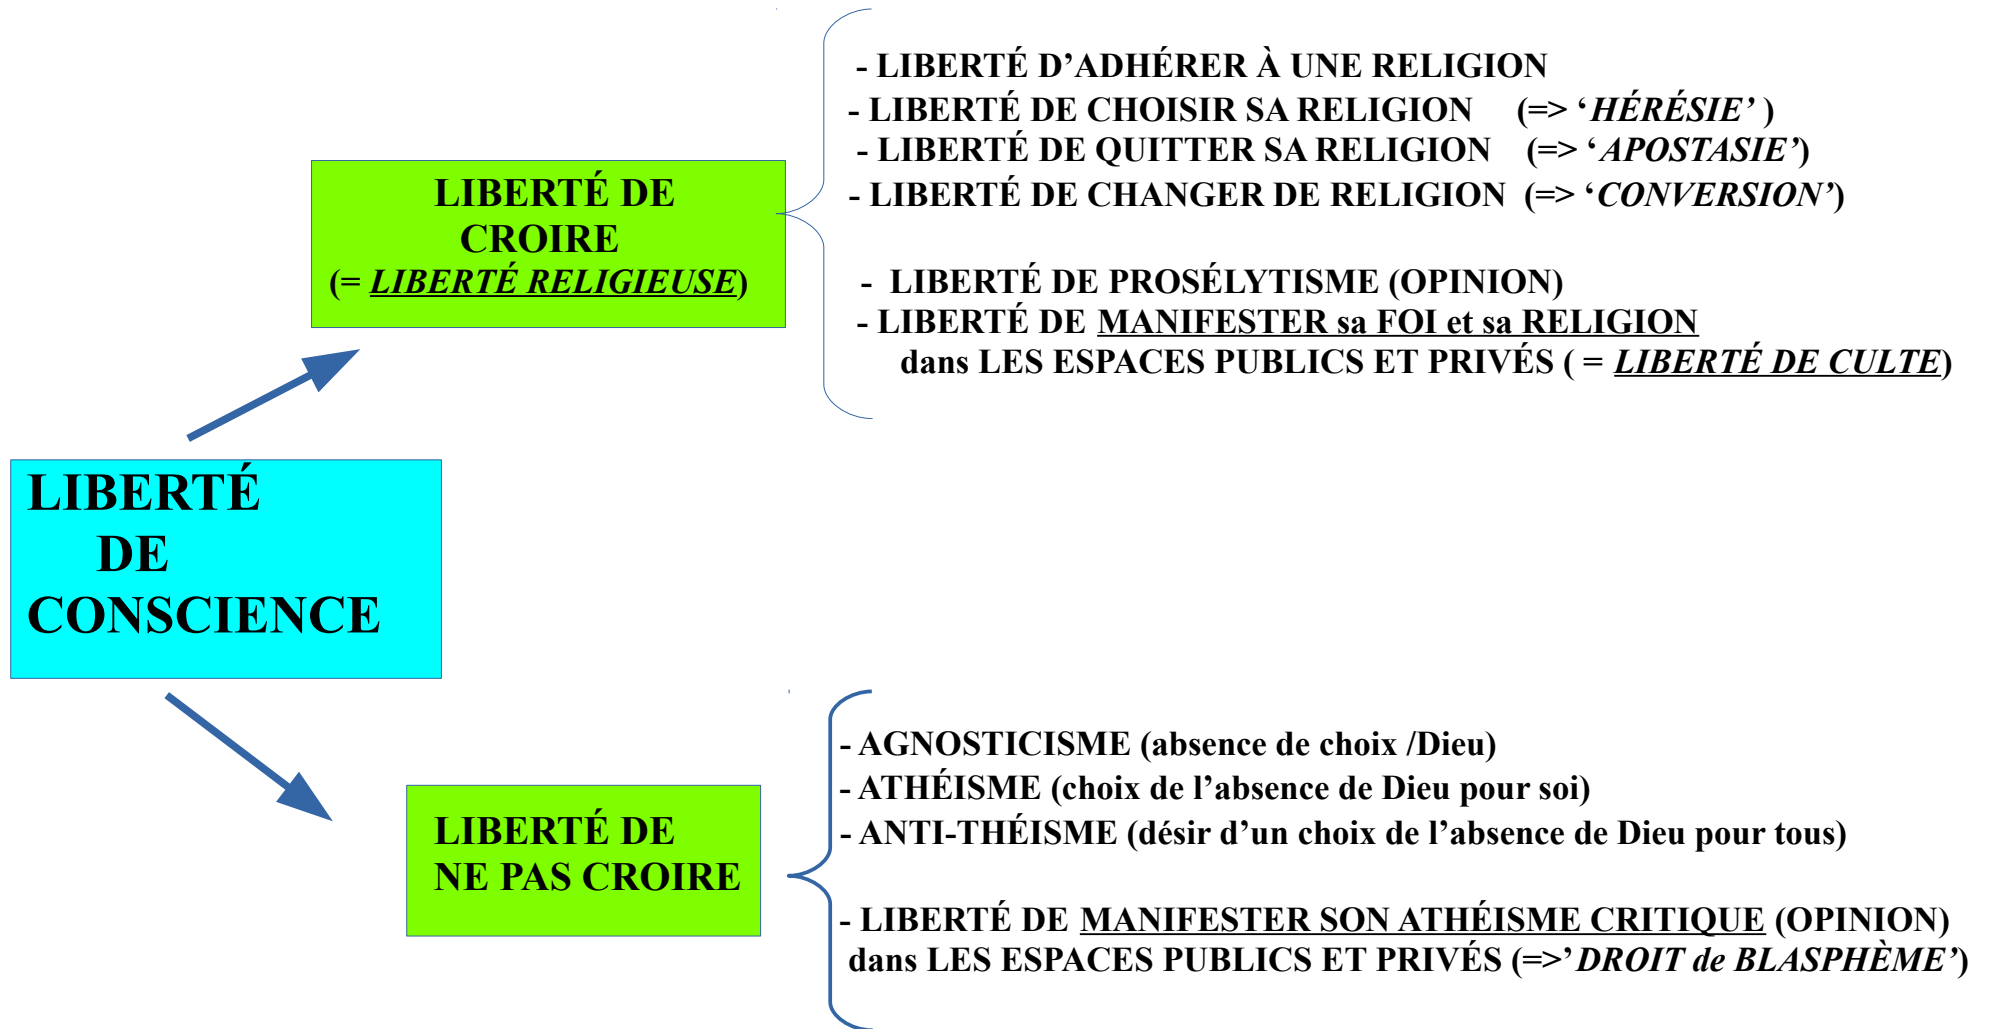 - LIBERTÉ D’ADHÉRER À UNE RELIGION
- LIBERTÉ DE CHOISIR SA RELIGION (=> ‘HÉRÉSIE’ )
- LIBERTÉ DE QUITTER SA RELIGION (=> ‘APOSTASIE’)
- LIBERTÉ DE CHANGER DE RELIGION (=> ‘CONVERSION’)
- LIBERTÉ DE PROSÉLYTISME (OPINION)
- LIBERTÉ DE MANIFESTER sa FOI et sa RELIGION
dans LES ESPACES PUBLICS ET PRIVÉS ( = LIBERTÉ DE CULTE)
LIBERTÉ DE
CROIRE
(= LIBERTÉ RELIGIEUSE)
LIBERTÉ
DE
CONSCIENCE
LIBERTÉ DE
NE PAS CROIRE
- AGNOSTICISME (absence de choix /Dieu)
- ATHÉISME (choix de l’absence de Dieu pour soi)
- ANTI-THÉISME (désir d’un choix de l’absence de Dieu pour tous)
- LIBERTÉ DE MANIFESTER SON ATHÉISME CRITIQUE (OPINION)
dans LES ESPACES PUBLICS ET PRIVÉS (=>’DROIT de BLASPHÈME’)